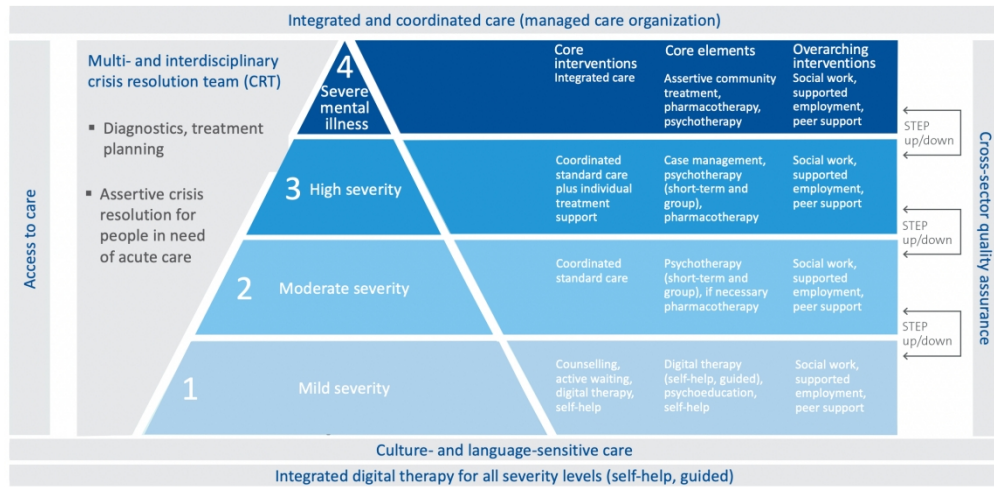 Integrated and coordinated care (managed care organization)
Access to care
Multi- and interdisciplinary
crisis resolution team (CRT)
▪ Diagnostics, treatment
planning
▪ Assertive crisis
resolution for
people in need
of acute care
4
Severe
mental
illness
Core
interventions
Integrated care
Core elements
Assertive community
treatment,
pharmacotherapy,
psychotherapy
Overarching
interventions
Social work,
supported
employment,
peer support
STEP
up/down
3 High severity
Coordinated
standard care
plus individual
treatment
support
Case management,
psychotherapy
(short-term and
group),
pharmacotherapy
Social work,
supported
employment,
peer support
STEP
up/down
2 Moderate severity
Coordinated
standard care
Psychotherapy
(short-term and
group), if necessary
pharmacotherapy
Social work,
supported
employment,
peer support
STEP
up/down
1 Mild severity
Counselling,
active waiting,
digital therapy,
self-help
Digital therapy
(self-help, guided),
psychoeducation,
self-help
Social work,
supported
employment,
peer support
Cross-sector quality assurance
Culture- and language-sensitive care
Integrated digital therapy for all severity levels (self-help, guided)